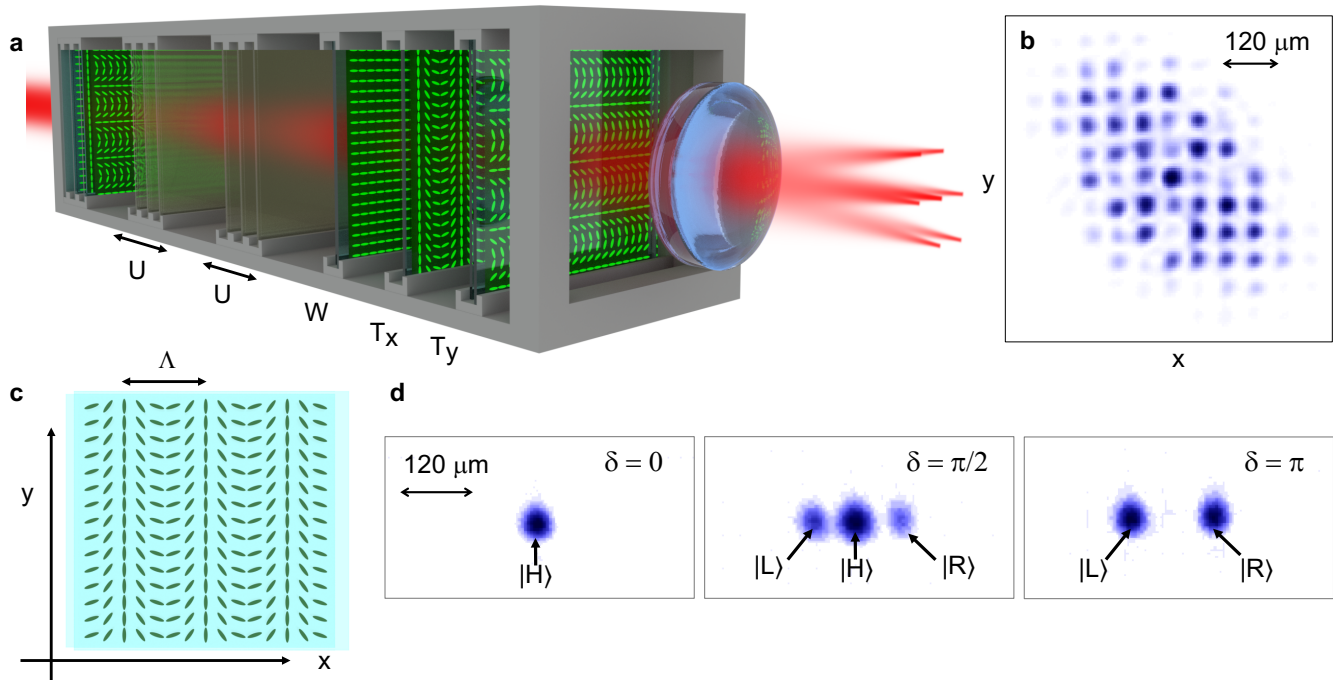 a
U
U
W
Tx
Ty
b
120 μm
y
x
c
Λ
y
x
d
120 μm
δ = 0
|H⟩
δ = π/2
|L⟩
|H⟩
|R⟩
δ = π
|L⟩
|R⟩